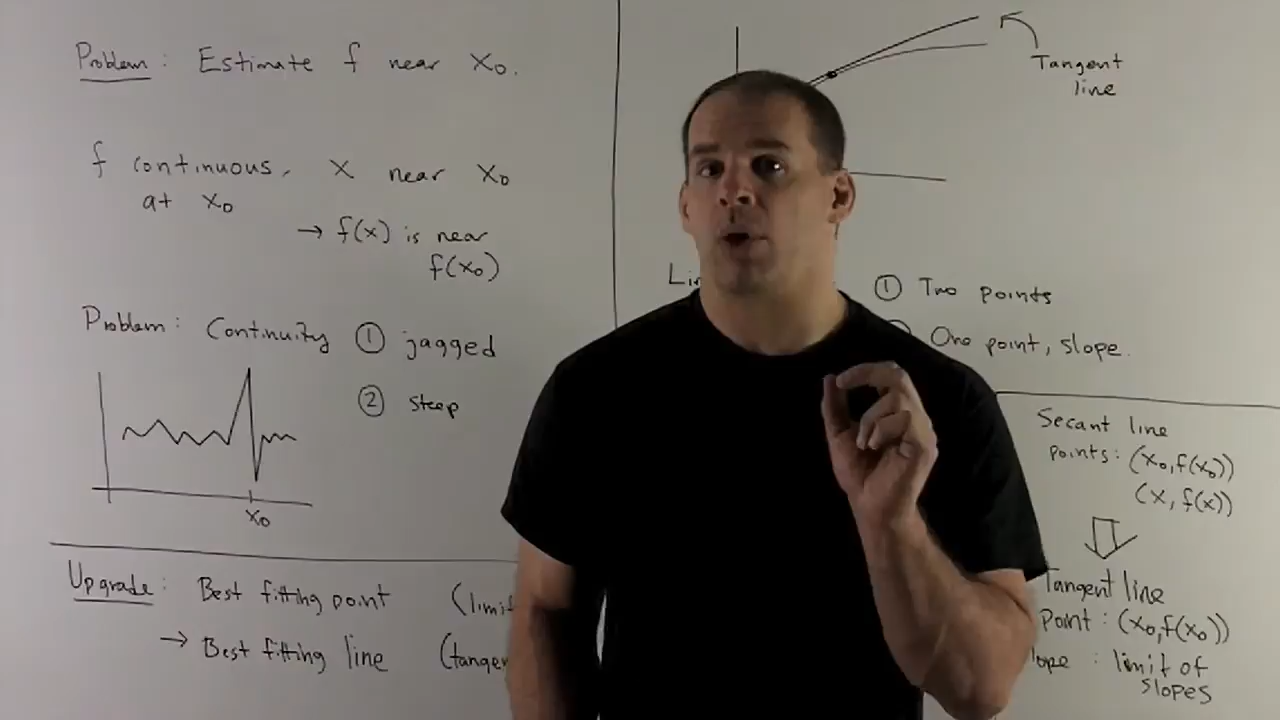 Problem: Estimate f near x₀.
f continuous, x near x₀
at x₀
→ f(x) is near
f(x₀)
Problem: Continuity ① jagged
② steep
x₀
Upgrade: Best fitting point
→ Best fitting line
Tangent
line
① Two points
One point, slope.
Secant line
points: (x₀,f(x₀))
(x, f(x))
Tangent line
point: (x₀,f(x₀))
limit of
slopes